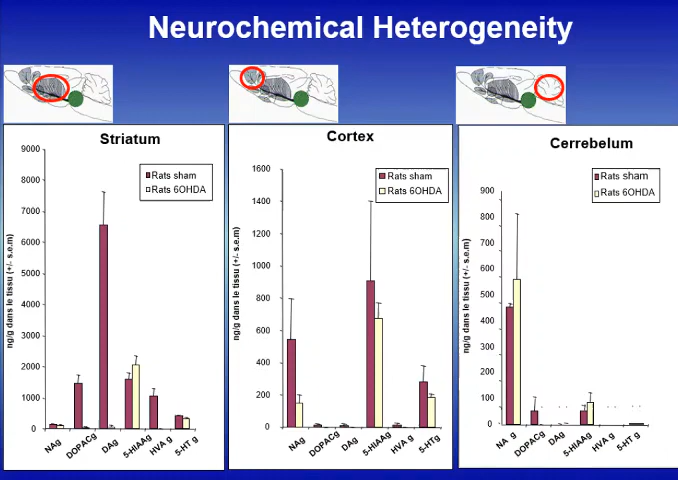 Neurochemical Heterogeneity
Striatum
9000
8000
7000
6000
5000
4000
3000
2000
1000
0
ng/g dans le tissu (+/- s.e.m)
Rats sham
Rats 6OHDA
NAg
DOPACg
DAg
5-HIAAg
HVA g
5-HT g
Cortex
1600
1400
1200
1000
800
600
400
200
0
ng/g dans le tissu (+/- s.e.m)
Rats sham
Rats 6OHDA
NAg
DOPACg
DAg
5-HIAAg
HVA g
5-HTg
Cerrebelum
900
800
700
600
500
400
300
200
100
0
ng/g dans le tissu (+/- s.e.m)
Rats sham
Rats 6OHDA
NA g
DOPACg
DAg
5-HIAAg
HVA g
5-HT g